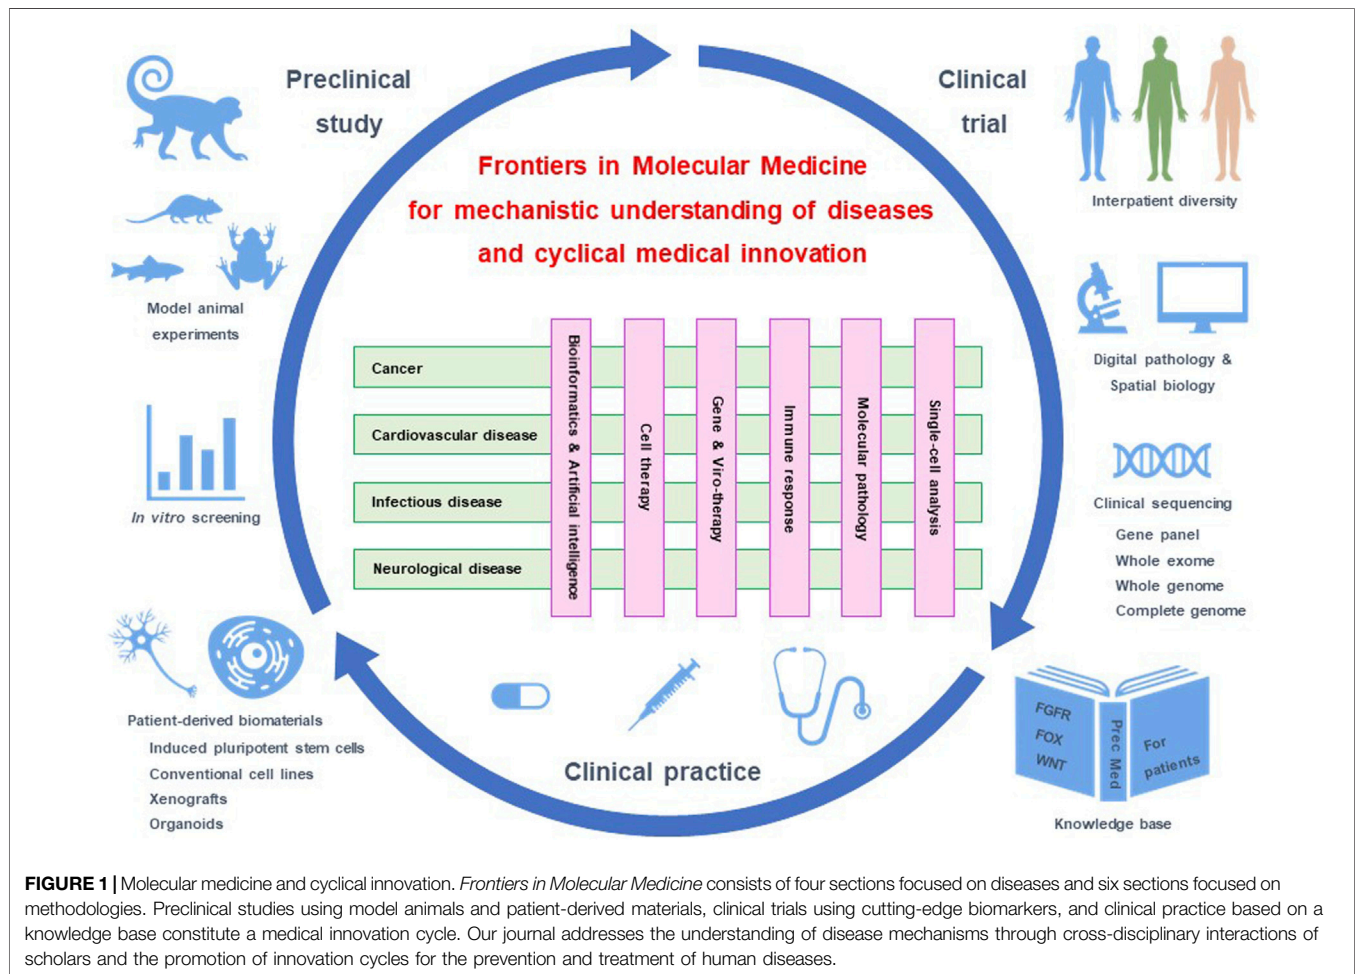 Preclinical
study
Clinical
trial
Frontiers in Molecular Medicine
for mechanistic understanding of diseases
and cyclical medical innovation
Interpatient diversity
Model animal
experiments
Digital pathology &
Spatial biology
Cancer
Cardiovascular disease
Infectious disease
Neurological disease
Bioinformatics & Artificial intelligence
Cell therapy
Gene & Viro-therapy
Immune response
Molecular pathology
Single-cell analysis
In vitro screening
Clinical sequencing
Gene panel
Whole exome
Whole genome
Complete genome
Patient-derived biomaterials
Induced pluripotent stem cells
Conventional cell lines
Xenografts
Organoids
Clinical practice
FGFR
FOX
WNT
Prec Med
For
patients
Knowledge base
FIGURE 1 | Molecular medicine and cyclical innovation. Frontiers in Molecular Medicine consists of four sections focused on diseases and six sections focused on
methodologies. Preclinical studies using model animals and patient-derived materials, clinical trials using cutting-edge biomarkers, and clinical practice based on a
knowledge base constitute a medical innovation cycle. Our journal addresses the understanding of disease mechanisms through cross-disciplinary interactions of
scholars and the promotion of innovation cycles for the prevention and treatment of human diseases.